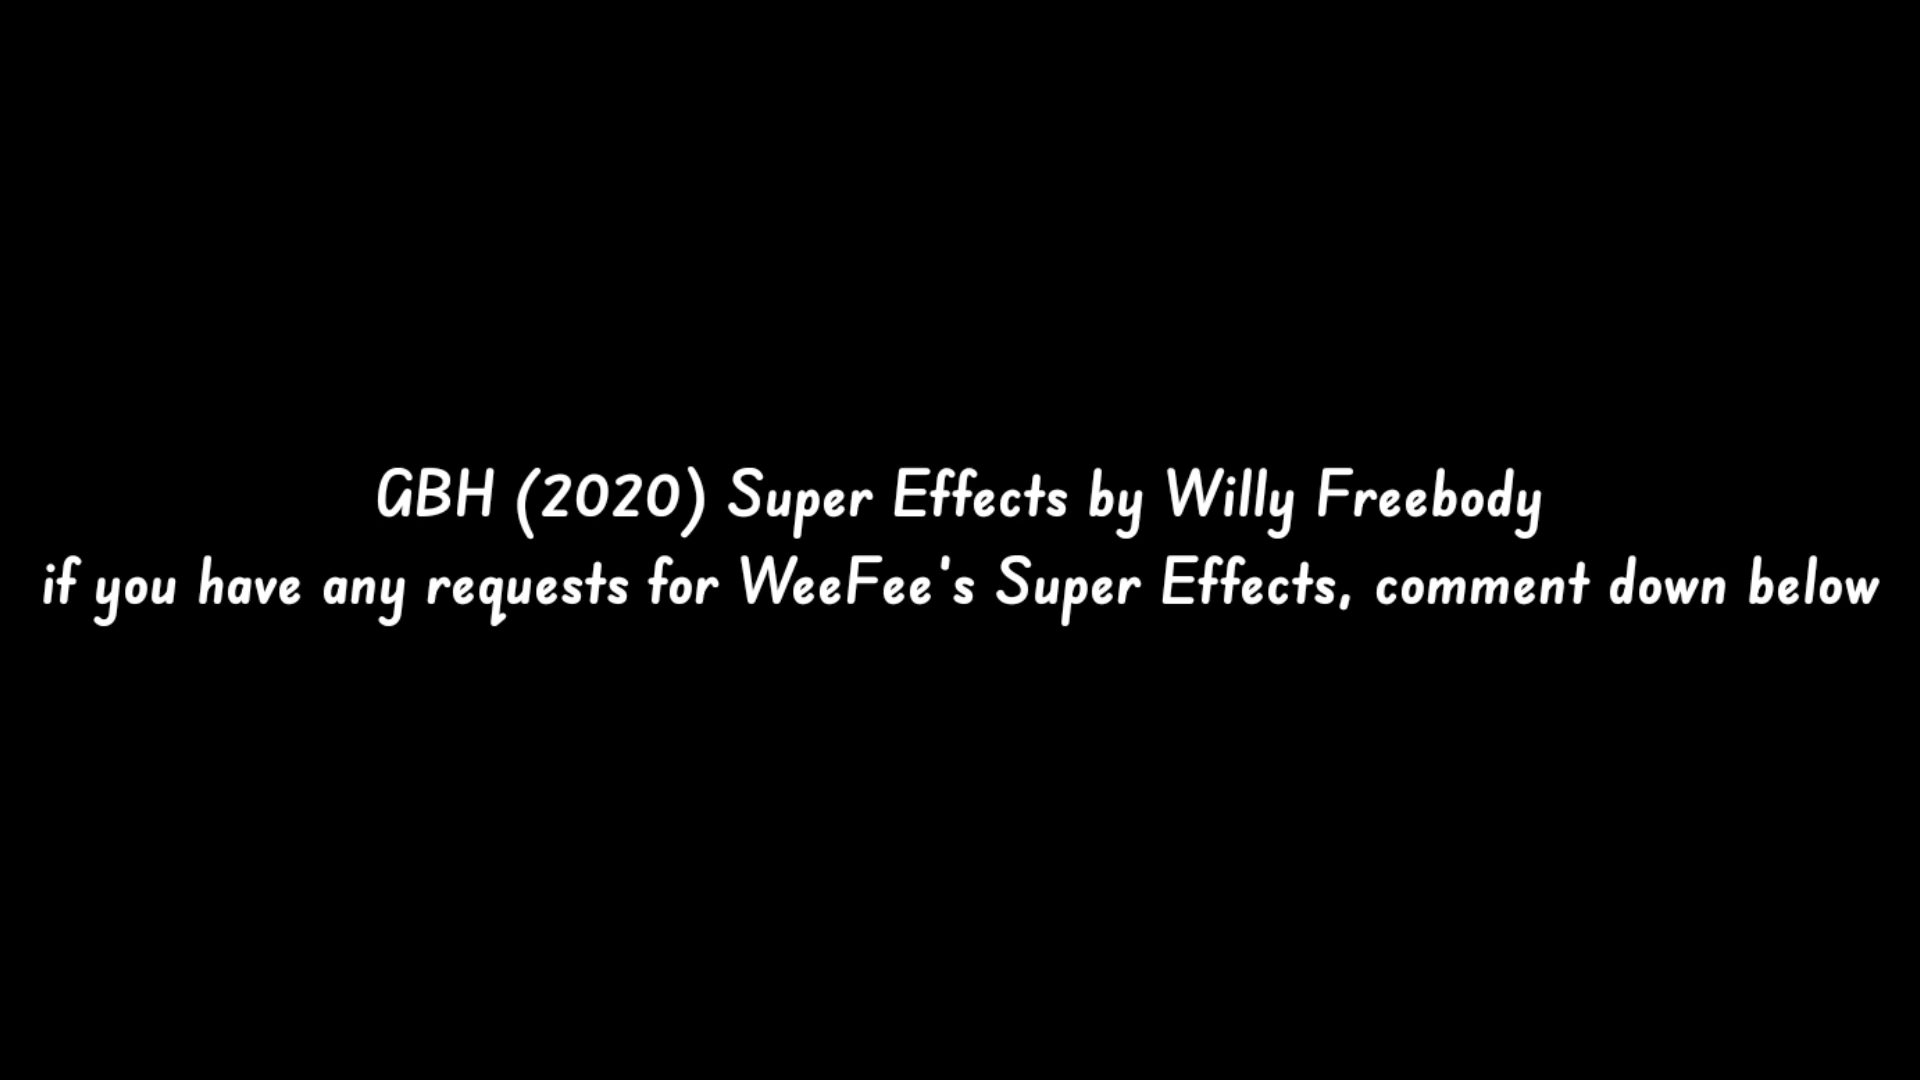 GBH (2020) Super Effects by Willy Freebody
if you have any requests for WeeFee's Super Effects, comment down below